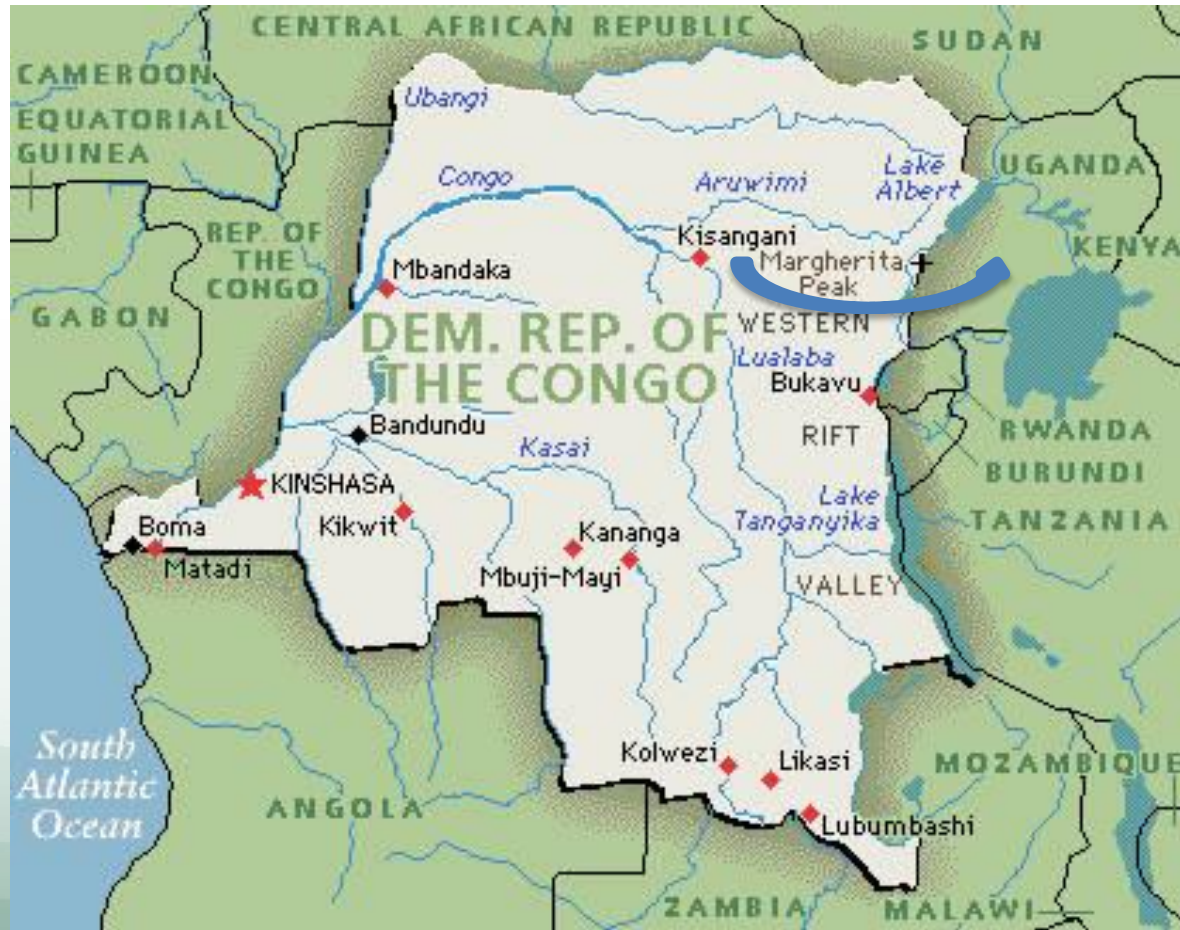 CENTRAL AFRICAN REPUBLIC
SUDAN
CAMEROON
EQUATORIAL
GUINEA
Ubangi
UGANDA
Lake
Albert
Congo
Aruwimi
REP. OF
THE
CONGO
Kisangani
KENYA
Margherita
Peak
Mbandaka
GABON
DEM. REP. OF
THE CONGO
WESTERN
Lualaba
Bukavu
Bandundu
RIFT
RWANDA
Kasai
BURUNDI
KINSHASA
Lake
Tanganyika
TANZANIA
Boma
Kikwit
Kananga
Matadi
Mbuji-Mayi
VALLEY
South
Atlantic
Ocean
Kolwezi
Likasi
MOZAMBIQUE
ANGOLA
Lubumbashi
ZAMBIA
MALAWI